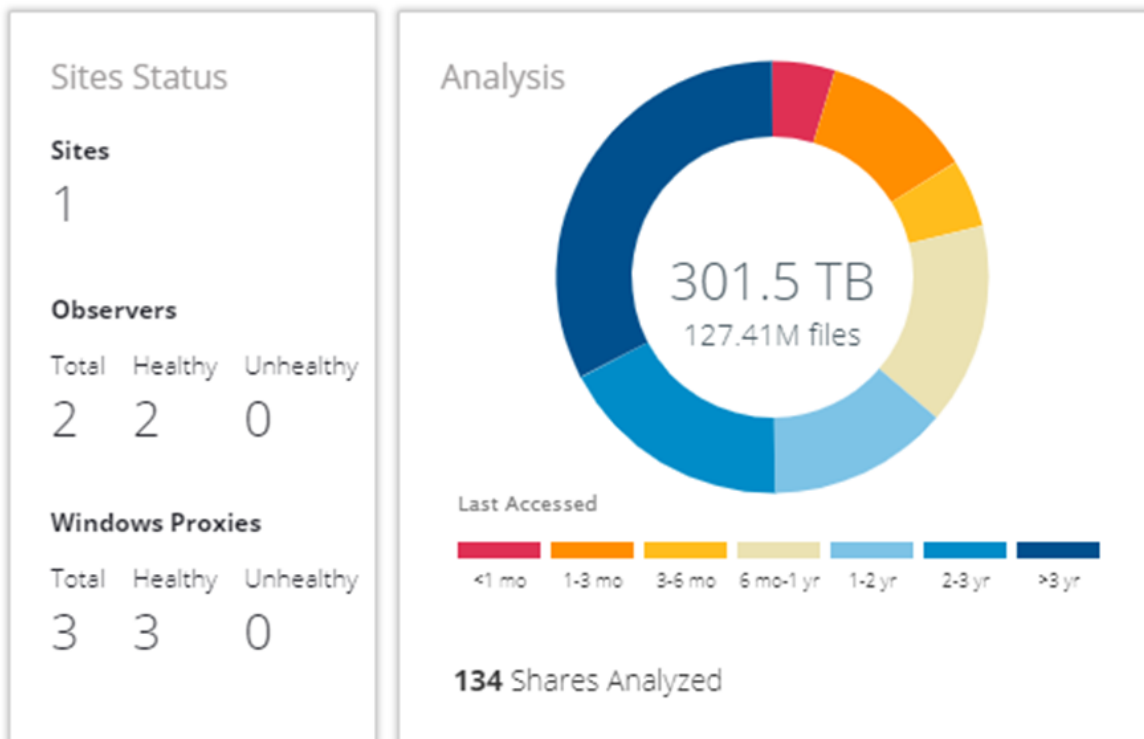 Sites Status
Sites
1
Observers
Total Healthy Unhealthy
2 2 0
Windows Proxies
Total Healthy Unhealthy
3 3 0
Analysis
301.5 TB
127.41M files
Last Accessed
<1 mo 1-3 mo 3-6 mo 6 mo-1 yr 1-2 yr 2-3 yr >3 yr
134 Shares Analyzed